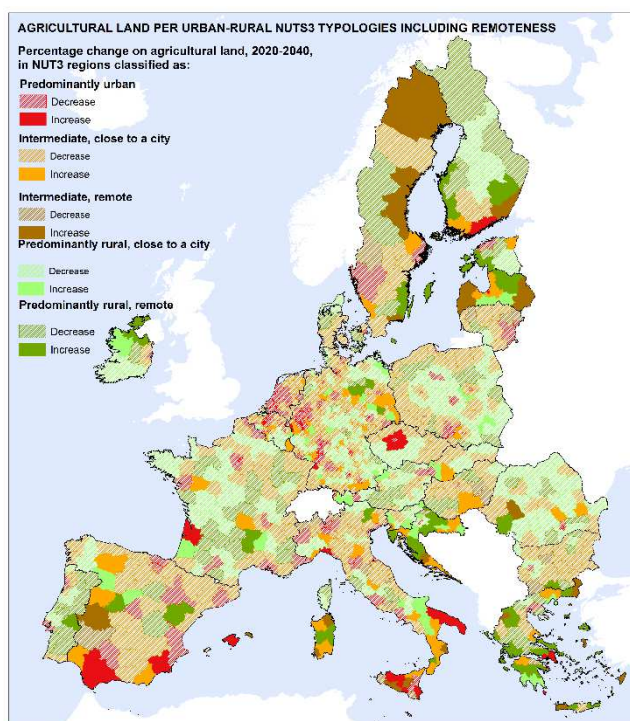 AGRICULTURAL LAND PER URBAN-RURAL NUTS3 TYPOLOGIES INCLUDING REMOTENESS
Percentage change on agricultural land, 2020-2040,
in NUT3 regions classified as:
Predominantly urban
Decrease
Increase
Intermediate, close to a city
Decrease
Increase
Intermediate, remote
Decrease
Increase
Predominantly rural, close to a city
Decrease
Increase
Predominantly rural, remote
Decrease
Increase